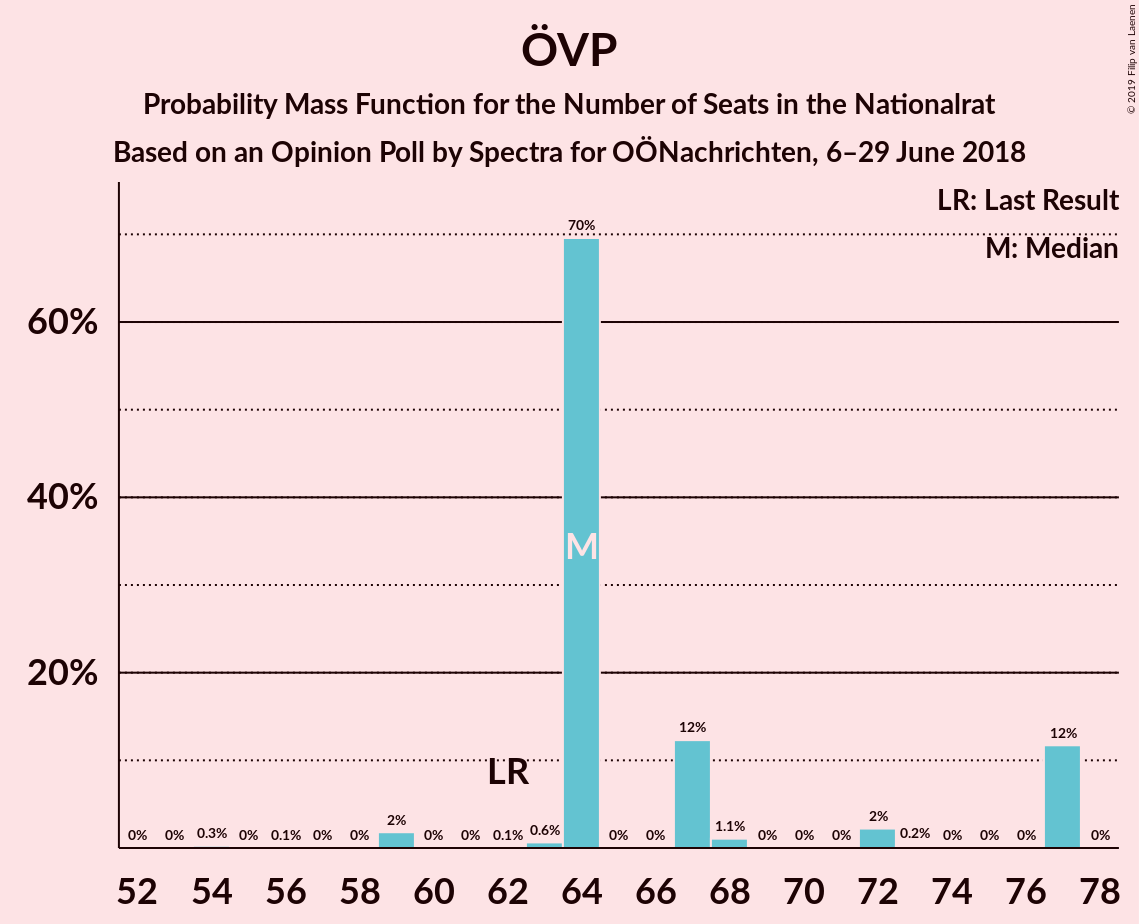 ÖVP
Probability Mass Function for the Number of Seats in the Nationalrat
Based on an Opinion Poll by Spectra for OÖNachrichten, 6–29 June 2018
© 2019 Filip van Laenen
LR: Last Result
M: Median
60%
40%
20%
0% 0% 0.3% 0% 0.1% 0% 0% 2% 0% 0% 0.1% 0.6% 70% 0% 0% 12% 1.1% 0% 0% 0% 2% 0.2% 0% 0% 0% 12% 0%
M
LR
52 54 56 58 60 62 64 66 68 70 72 74 76 78